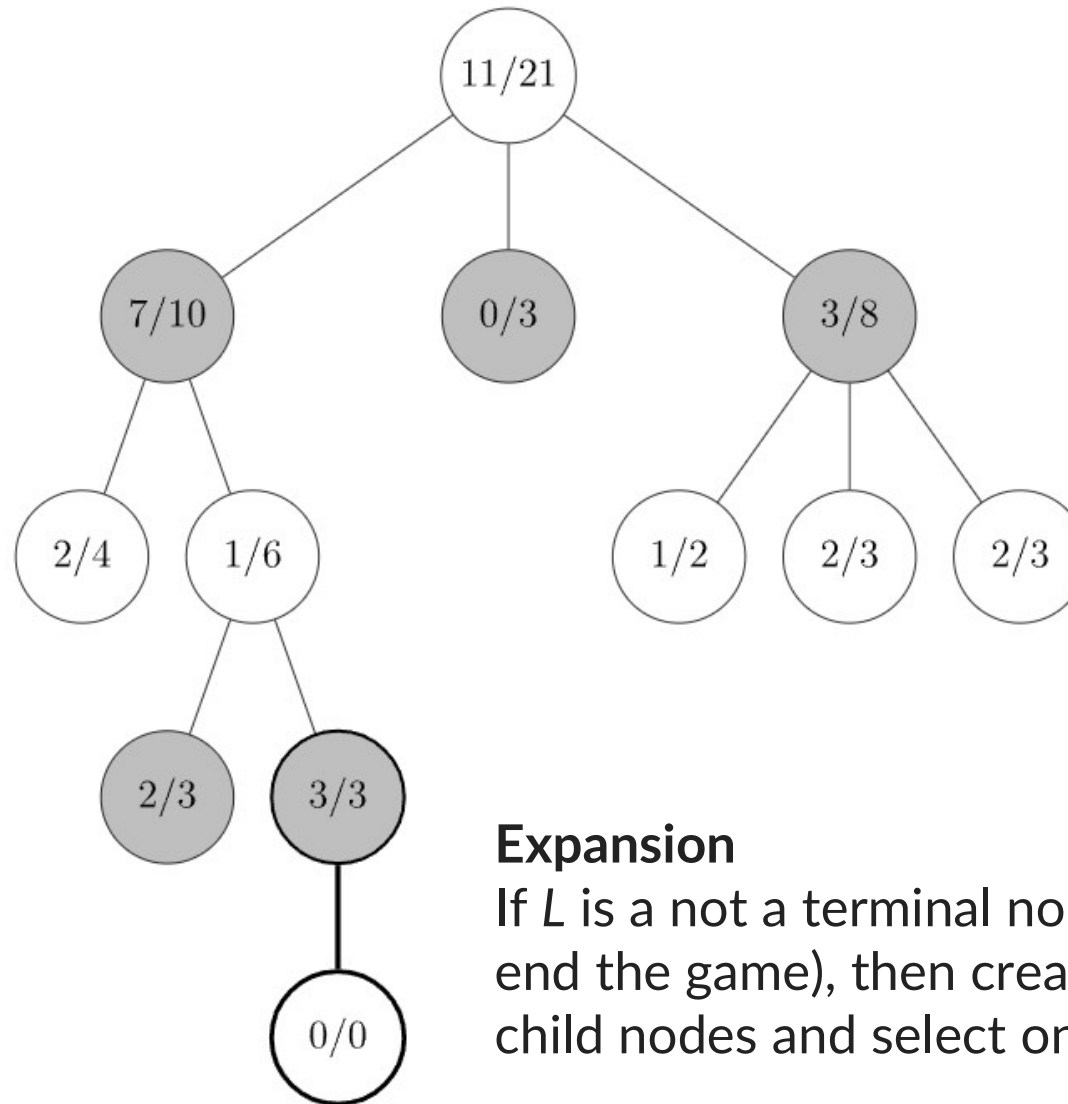 11/21
7/10 0/3 3/8
2/4 1/6 1/2 2/3 2/3
2/3 3/3
Expansion
If L is a not a terminal no
end the game), then crea
child nodes and select on
0/0